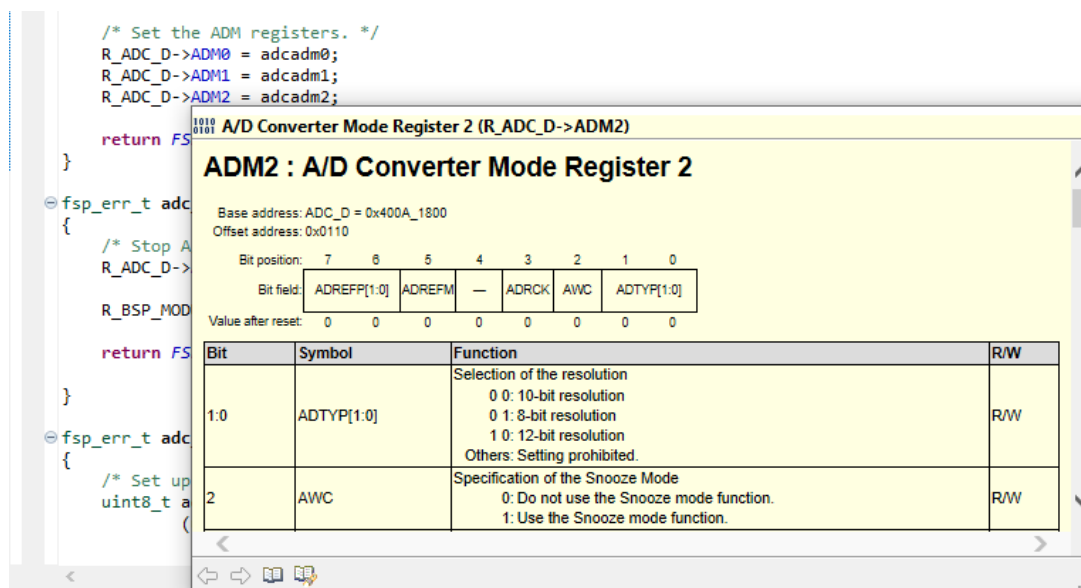 /* Set the ADM registers. */
R_ADC_D->ADM0 = adcadm0;
R_ADC_D->ADM1 = adcadm1;
R_ADC_D->ADM2 = adcadm2;
return FS
}
fsp_err_t adc
{
/* Stop A
R_ADC_D->
R_BSP_MOD
return FS
}
fsp_err_t adc
{
/* Set up
uint8_t a
(
1010
0101
A/D Converter Mode Register 2 (R_ADC_D->ADM2)
ADM2 : A/D Converter Mode Register 2
Base address: ADC_D = 0x400A_1800
Offset address: 0x0110
Bit position: 7 6 5 4 3 2 1 0
Bit field: ADREFP[1:0] ADREFM — ADRCK AWC ADTYP[1:0]
Value after reset: 0 0 0 0 0 0 0 0
Bit Symbol Function R/W
1:0 ADTYP[1:0] Selection of the resolution R/W
0 0: 10-bit resolution
0 1: 8-bit resolution
1 0: 12-bit resolution
Others: Setting prohibited.
2 AWC Specification of the Snooze Mode R/W
0: Do not use the Snooze mode function.
1: Use the Snooze mode function.